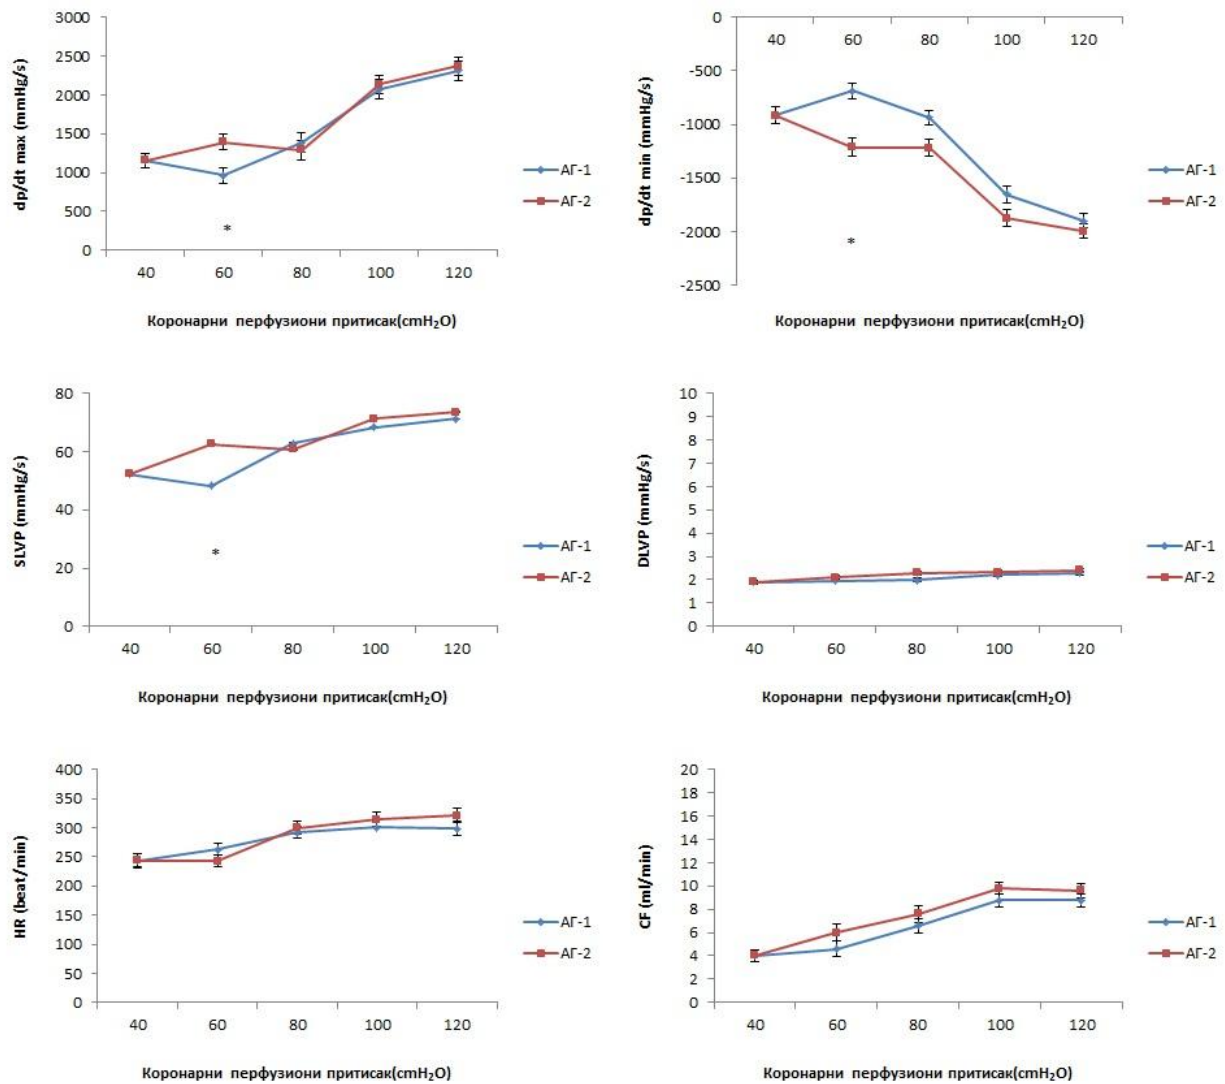 dp/dt max (mmHg/s)
3000
2500
2000
1500
1000
500
0
40 60 80 100 120
*
АГ-1
АГ-2
Коронарни перфузиони притисак(cmH₂O)
dp/dt min (mmHg/s)
0
-500
-1000
-1500
-2000
-2500
40 60 80 100 120
*
АГ-1
АГ-2
Коронарни перфузиони притисак(cmH₂O)
SLVP (mmHg/s)
80
60
40
20
0
40 60 80 100 120
*
АГ-1
АГ-2
Коронарни перфузиони притисак(cmH₂O)
DLVP (mmHg/s)
10
9
8
7
6
5
4
3
2
1
0
40 60 80 100 120
АГ-1
АГ-2
Коронарни перфузиони притисак(cmH₂O)
HR (beat/min)
400
350
300
250
200
150
100
50
0
40 60 80 100 120
АГ-1
АГ-2
Коронарни перфузиони притисак(cmH₂O)
CF (ml/min)
20
18
16
14
12
10
8
6
4
2
0
40 60 80 100 120
АГ-1
АГ-2
Коронарни перфузиони притисак(cmH₂O)